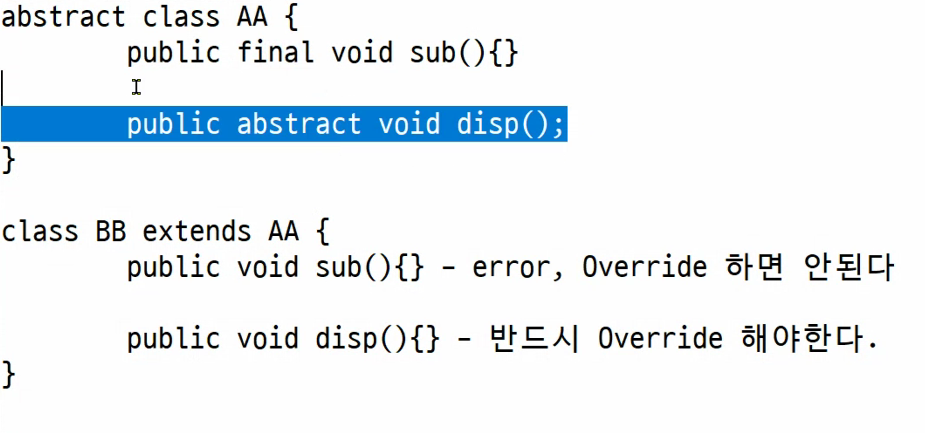 abstract class AA {
public final void sub(){}
public abstract void disp();
}
class BB extends AA {
public void sub(){} - error, Override 하면 안된다
public void disp(){} - 반드시 Override 해야한다.
}